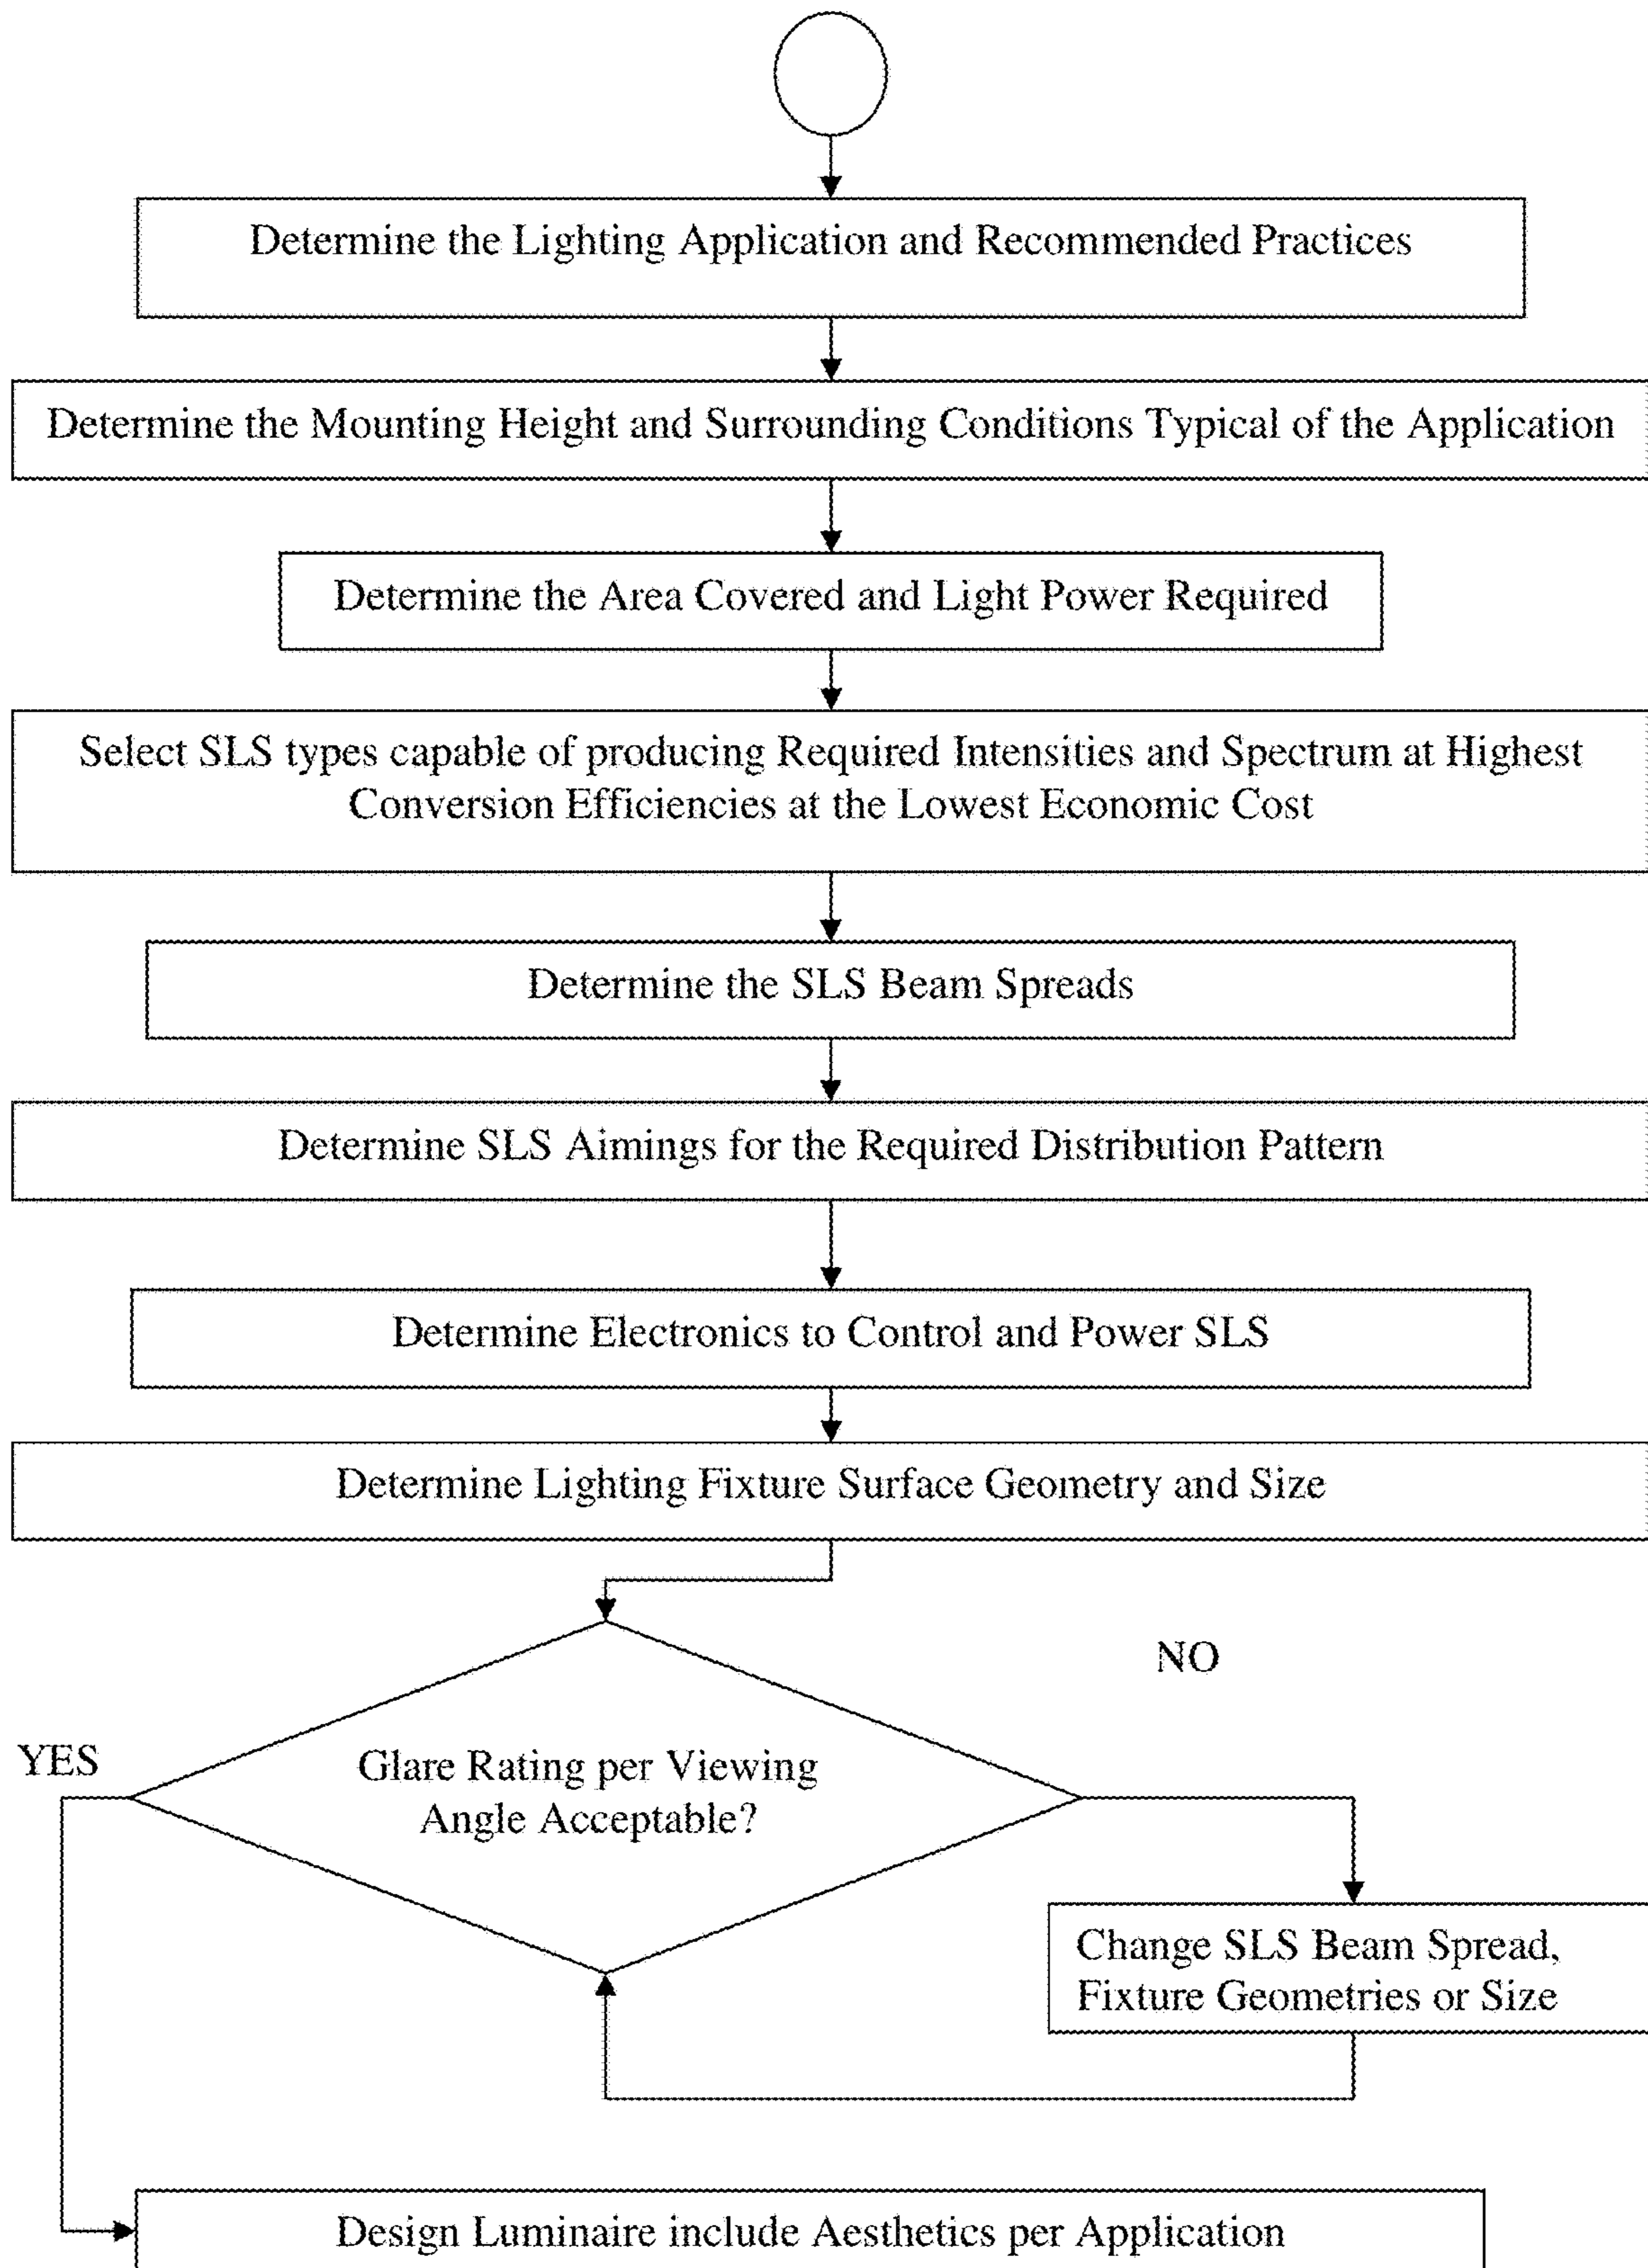 Determine the Lighting Application and Recommended Practices
Determine the Mounting Height and Surrounding Conditions Typical of the Application
Determine the Area Covered and Light Power Required
Select SLS types capable of producing Required Intensities and Spectrum at Highest
Conversion Efficiencies at the Lowest Economic Cost
Determine the SLS Beam Spreads
Determine SLS Aimings for the Required Distribution Pattern
Determine Electronics to Control and Power SLS
Determine Lighting Fixture Surface Geometry and Size
NO
YES
Glare Rating per Viewing
Angle Acceptable?
Change SLS Beam Spread,
Fixture Geometries or Size
Design Luminaire include Aesthetics per Application